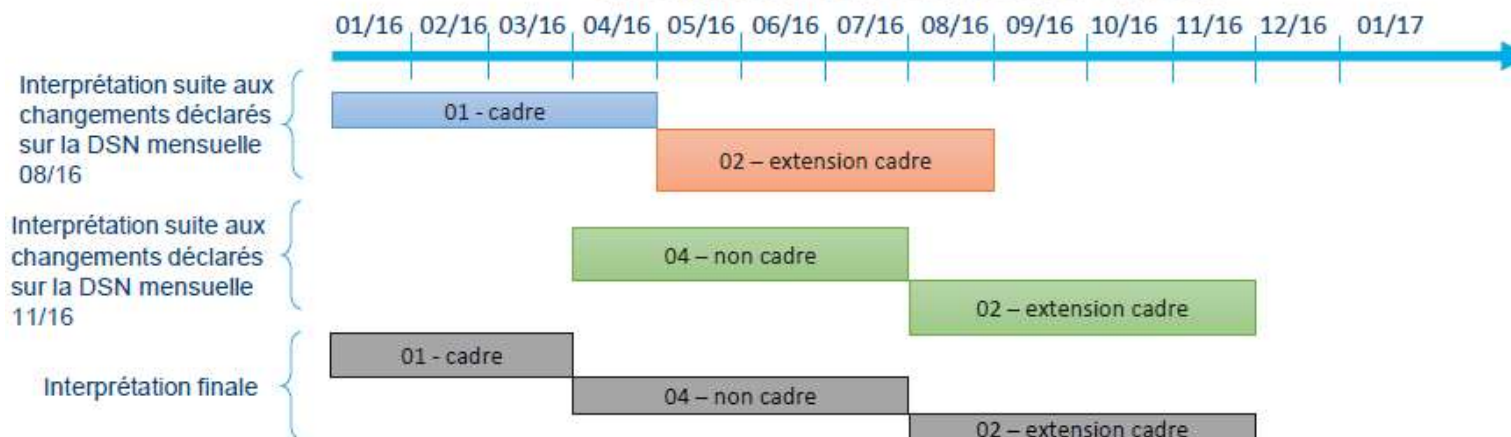 01/16 02/16 03/16 04/16 05/16 06/16 07/16 08/16 09/16 10/16 11/16 12/16 01/17
Interprétation suite aux
changements déclarés
sur la DSN mensuelle
08/16
01 - cadre
02 – extension cadre
Interprétation suite aux
changements déclarés
sur la DSN mensuelle
11/16
04 – non cadre
02 – extension cadre
Interprétation finale
01 - cadre
04 – non cadre
02 – extension cadre